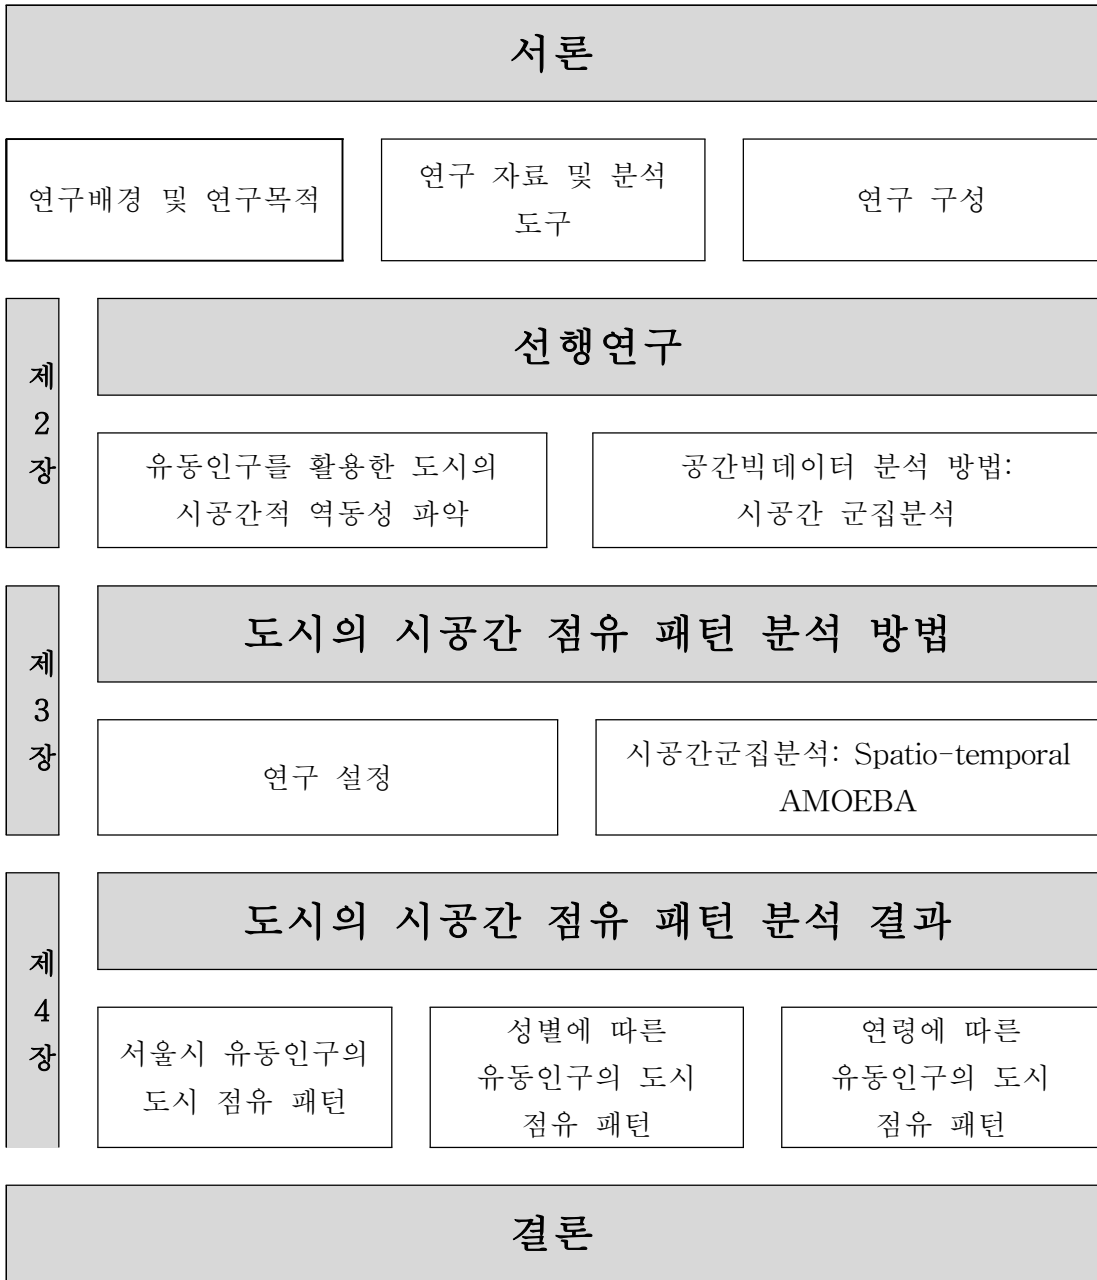 서론
연구배경 및 연구목적
연구 자료 및 분석
도구
연구 구성
제
2
장
선행연구
유동인구를 활용한 도시의
시공간적 역동성 파악
공간빅데이터 분석 방법:
시공간 군집분석
제
3
장
도시의 시공간 점유 패턴 분석 방법
연구 설정
시공간군집분석: Spatio-temporal
AMOEBA
제
4
장
도시의 시공간 점유 패턴 분석 결과
서울시 유동인구의
도시 점유 패턴
성별에 따른
유동인구의 도시
점유 패턴
연령에 따른
유동인구의 도시
점유 패턴
결론